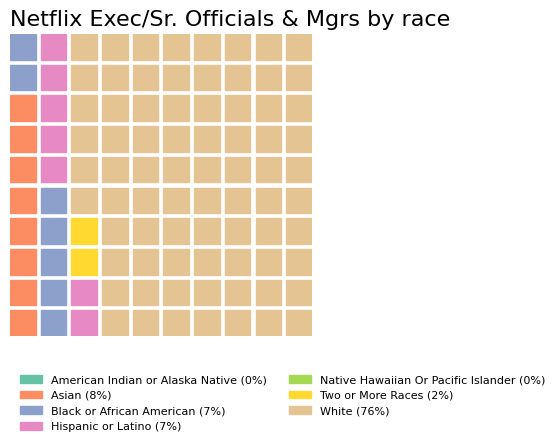 Netflix Exec/Sr. Officials & Mgrs by race
American Indian or Alaska Native (0%)
Asian (8%)
Black or African American (7%)
Hispanic or Latino (7%)
Native Hawaiian Or Pacific Islander (0%)
Two or More Races (2%)
White (76%)